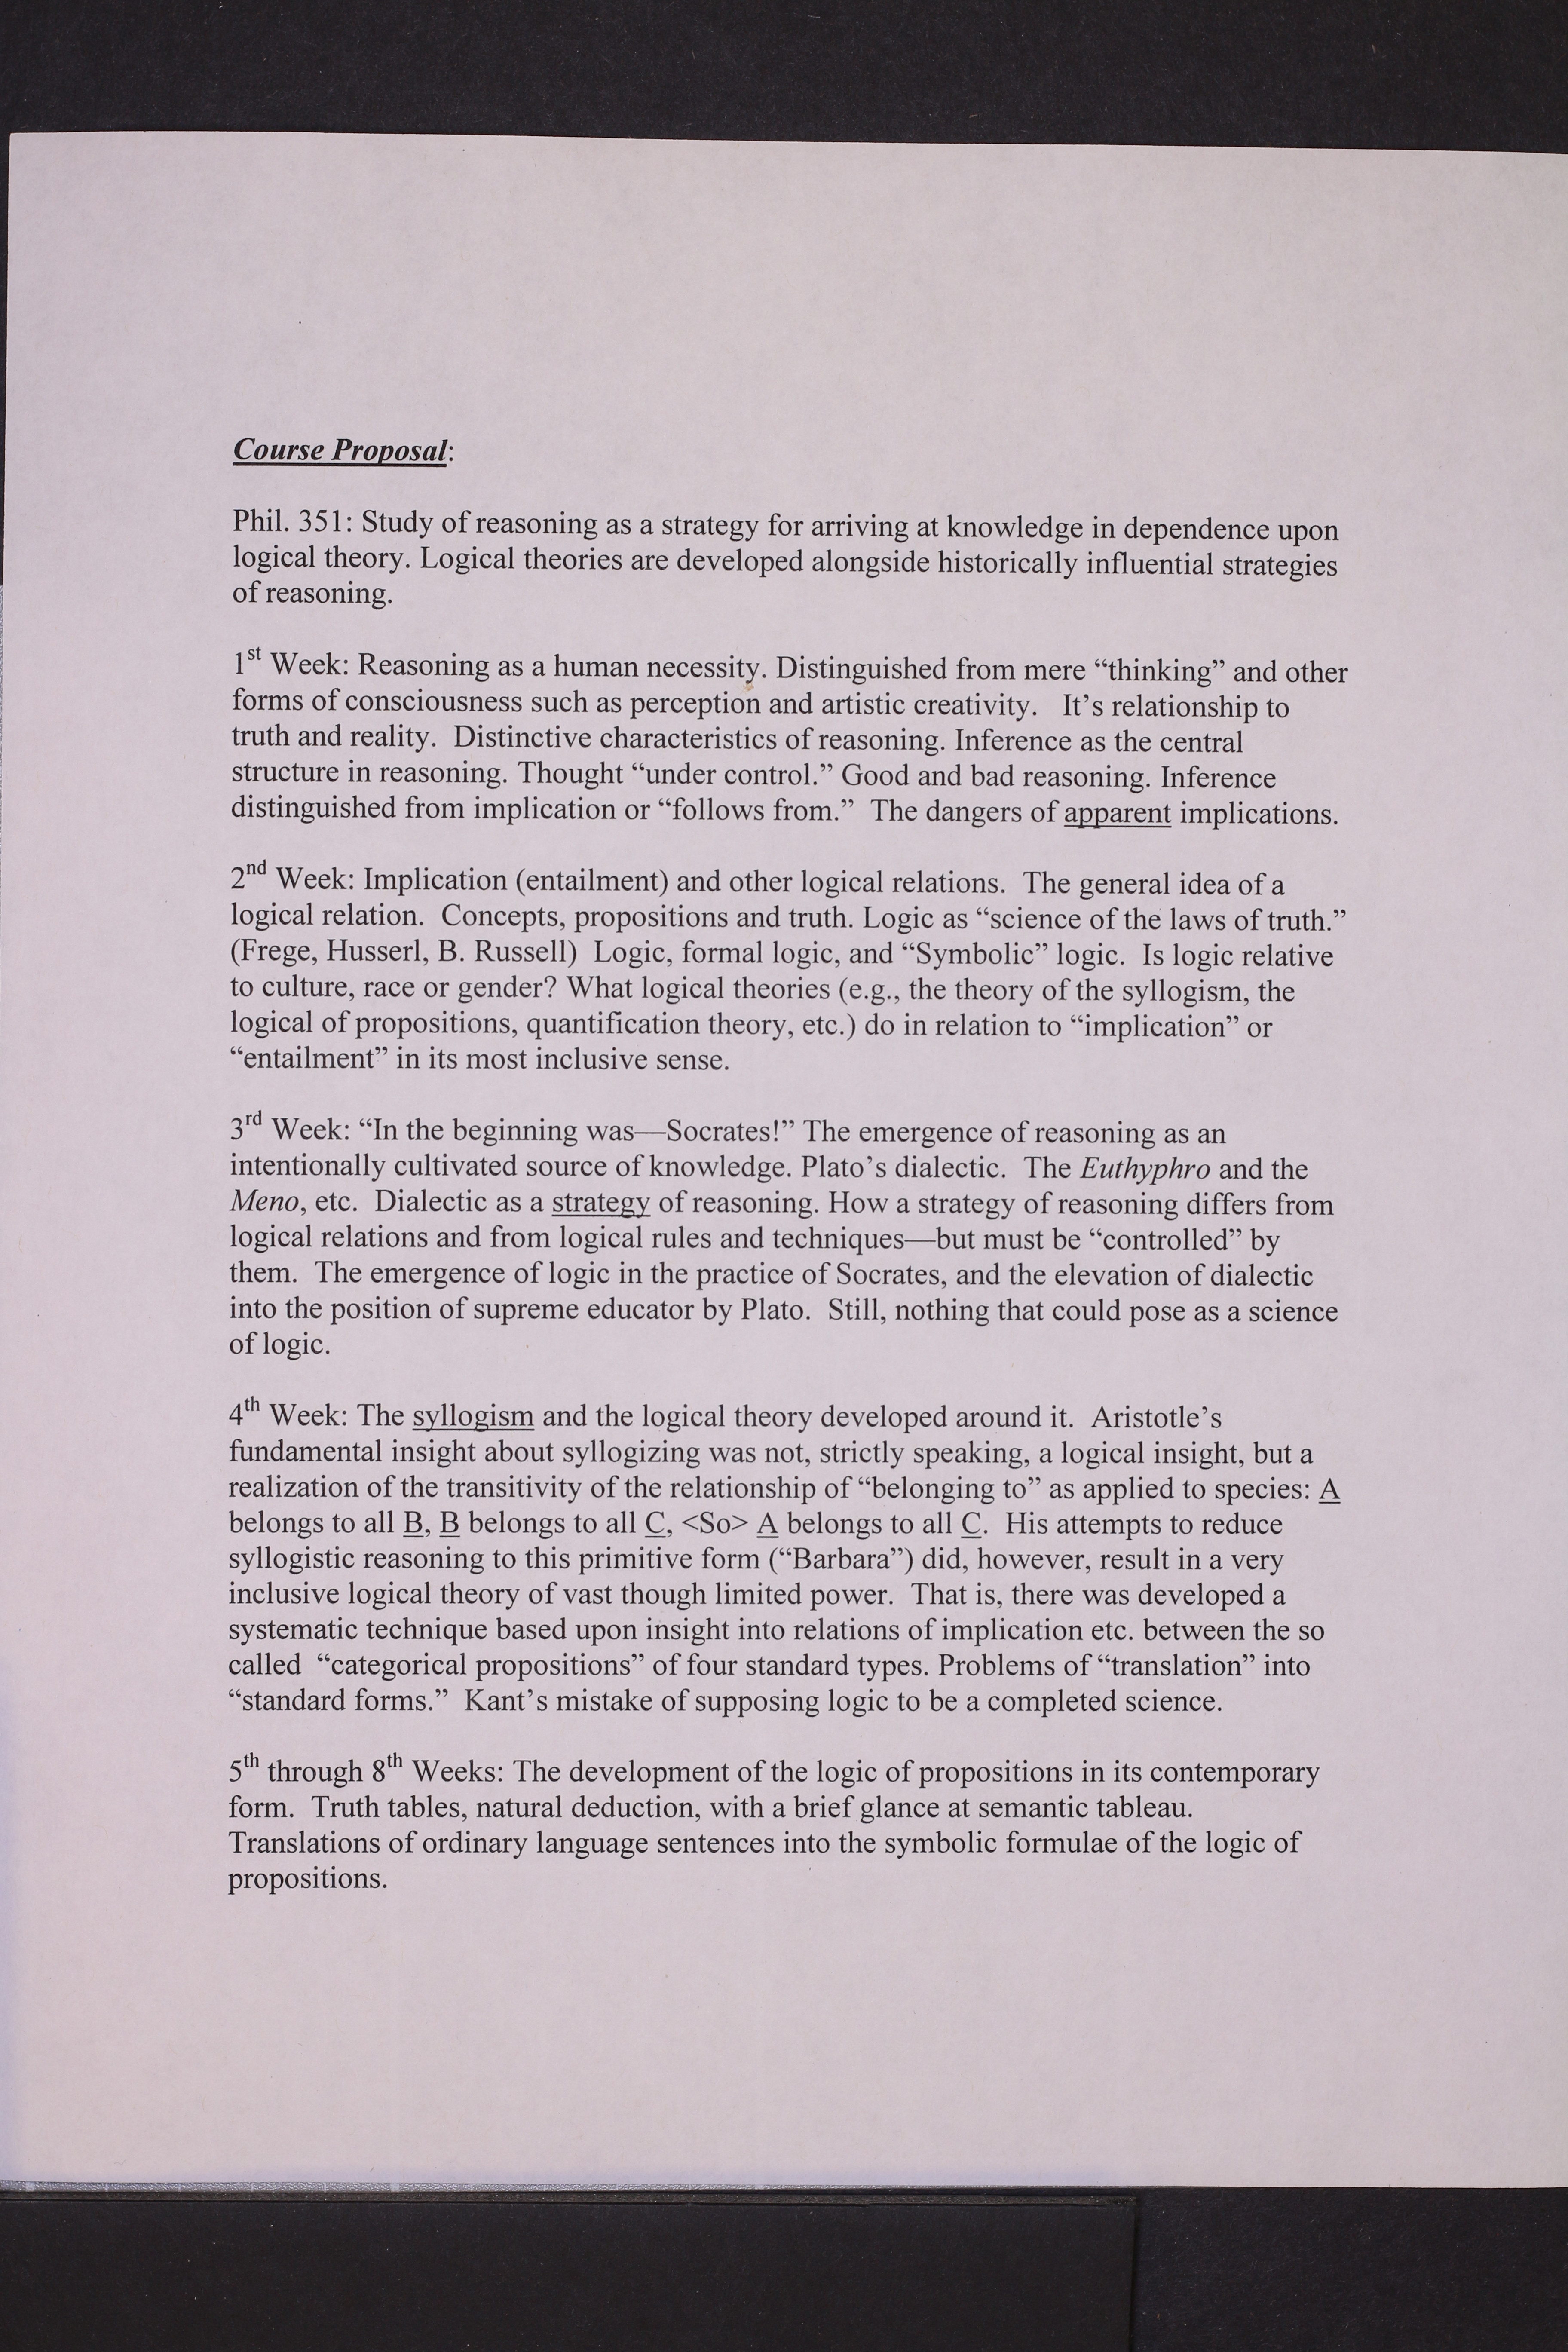 Course Proposal:
Phil. 351: Study of reasoning as a strategy for arriving at knowledge in dependence upon
logical theory. Logical theories are developed alongside historically influential strategies
of reasoning.
1st Week: Reasoning as a human necessity. Distinguished from mere “thinking” and other
forms of consciousness such as perception and artistic creativity.   It’s relationship to
truth and reality.  Distinctive characteristics of reasoning. Inference as the central
structure in reasoning. Thought “under control.” Good and bad reasoning. Inference
distinguished from implication or “follows from.”  The dangers of apparent implications.
2nd Week: Implication (entailment) and other logical relations.  The general idea of a
logical relation.  Concepts, propositions and truth. Logic as “science of the laws of truth.”
(Frege, Husserl, B. Russell)  Logic, formal logic, and “Symbolic” logic.  Is logic relative
to culture, race or gender? What logical theories (e.g., the theory of the syllogism, the
logical of propositions, quantification theory, etc.) do in relation to “implication” or
“entailment” in its most inclusive sense.
3rd Week: “In the beginning was—Socrates!” The emergence of reasoning as an
intentionally cultivated source of knowledge. Plato’s dialectic.  The Euthyphro and the
Meno, etc.  Dialectic as a strategy of reasoning. How a strategy of reasoning differs from
logical relations and from logical rules and techniques—but must be “controlled” by
them.  The emergence of logic in the practice of Socrates, and the elevation of dialectic
into the position of supreme educator by Plato.  Still, nothing that could pose as a science
of logic.
4th Week: The syllogism and the logical theory developed around it.  Aristotle’s
fundamental insight about syllogizing was not, strictly speaking, a logical insight, but a
realization of the transitivity of the relationship of “belonging to” as applied to species: A
belongs to all B, B belongs to all C, <So> A belongs to all C.  His attempts to reduce
syllogistic reasoning to this primitive form (“Barbara”) did, however, result in a very
inclusive logical theory of vast though limited power.  That is, there was developed a
systematic technique based upon insight into relations of implication etc. between the so
called  “categorical propositions” of four standard types. Problems of “translation” into
“standard forms.”  Kant’s mistake of supposing logic to be a completed science.
5th through 8th Weeks: The development of the logic of propositions in its contemporary
form.  Truth tables, natural deduction, with a brief glance at semantic tableau.
Translations of ordinary language sentences into the symbolic formulae of the logic of
propositions.